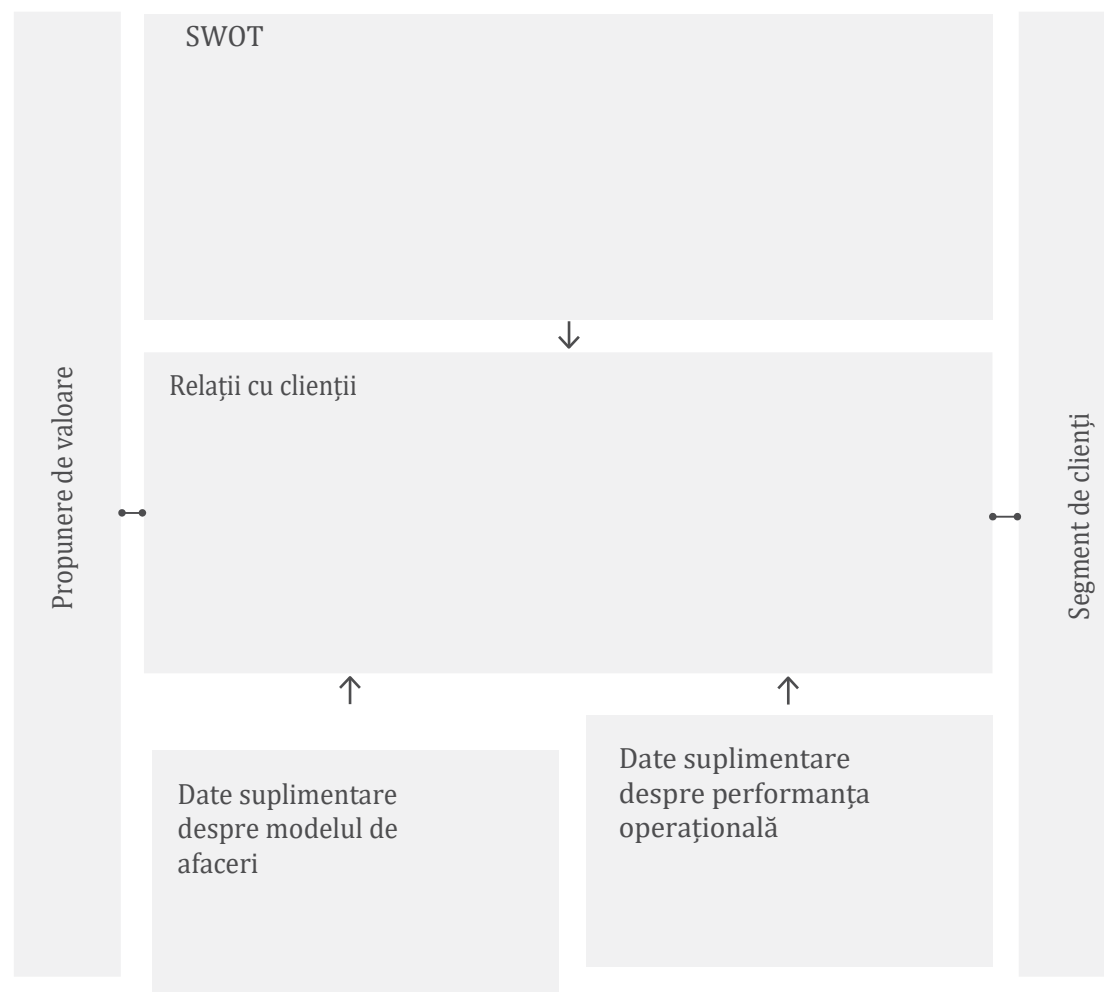 SWOT
Relații cu clienții
Propunere de valoare
Segment de clienți
Date suplimentare
despre modelul de
afaceri
Date suplimentare
despre performanța
operațională